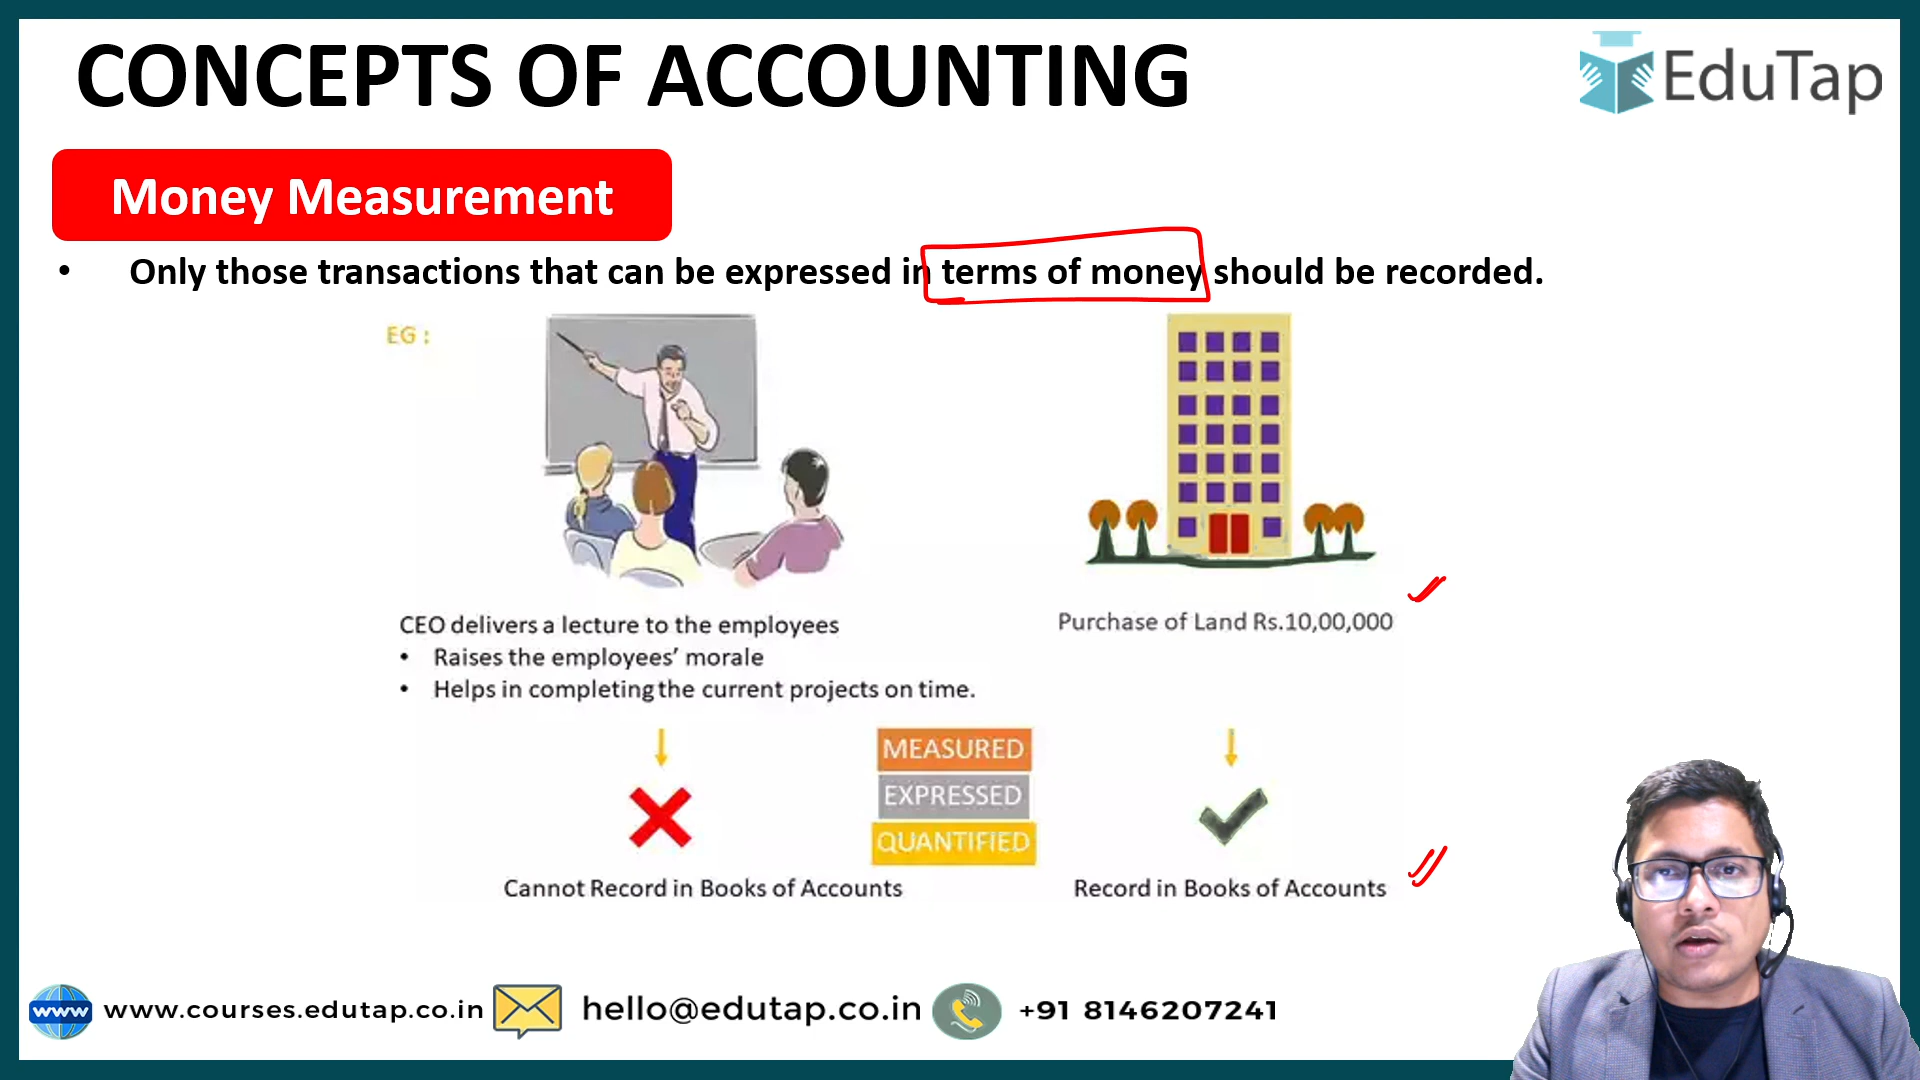 CONCEPTS OF ACCOUNTING
EduTap
Money Measurement
• Only those transactions that can be expressed in terms of money should be recorded.
EG :
CEO delivers a lecture to the employees
• Raises the employees’ morale
• Helps in completing the current projects on time.
Purchase of Land Rs.10,00,000
MEASURED
EXPRESSED
QUANTIFIED
Cannot Record in Books of Accounts
Record in Books of Accounts
www www.courses.edutap.co.in hello@edutap.co.in +91 8146207241